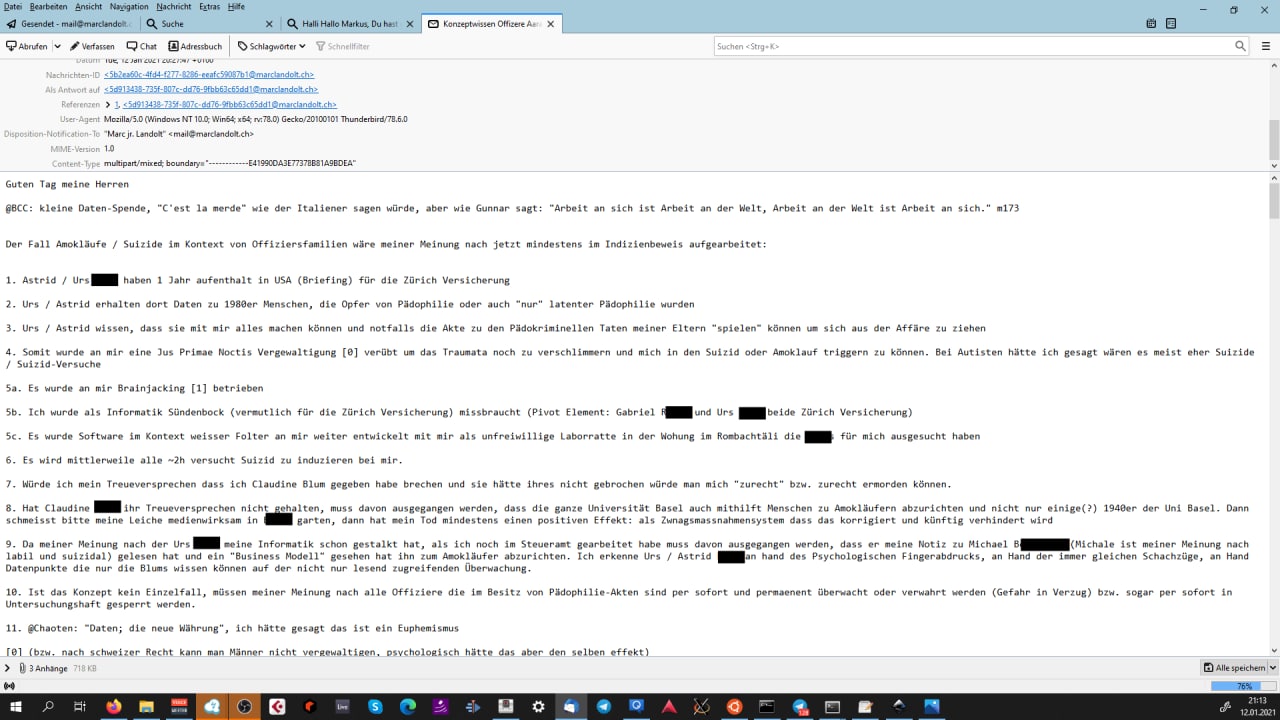 Datei Bearbeiten Ansicht Navigation Nachricht Extras Hilfe
Gesendet - mail@marclandolt.c
Suche
Halli Hallo Markus, Du hast
Konzeptwissen Offizere Aar
Abrufen Verfassen Chat Adressbuch Schlagwörter Schnellfilter
Suchen <Strg+K>
Datum Tue, 12 Jan 2021 20:27:47 +0100
Nachrichten-ID <5b2ea60c-4fd4-f277-8286-eeafc59087b1@marclandolt.ch>
Als Antwort auf <5d913438-735f-807c-dd76-9fbb63c65dd1@marclandolt.ch>
Referenzen 1, <5d913438-735f-807c-dd76-9fbb63c65dd1@marclandolt.ch>
User-Agent Mozilla/5.0 (Windows NT 10.0; Win64; x64; rv:78.0) Gecko/20100101 Thunderbird/78.6.0
Disposition-Notification-To "Marc jr. Landolt" <mail@marclandolt.ch>
MIME-Version 1.0
Content-Type multipart/mixed; boundary="------------E41990DA3E77378B81A9BDEA"
Guten Tag meine Herren
@BCC: kleine Daten-Spende, "C'est la merde" wie der Italiener sagen würde, aber wie Gunnar sagt: "Arbeit an sich ist Arbeit an der Welt, Arbeit an der Welt ist Arbeit an sich." m173
Der Fall Amokläufe / Suizide im Kontext von Offiziersfamilien wäre meiner Meinung nach jetzt mindestens im Indizienbeweis aufgearbeitet:
1. Astrid / Urs haben 1 Jahr aufenthalt in USA (Briefing) für die Zürich Versicherung
2. Urs / Astrid erhalten dort Daten zu 1980er Menschen, die Opfer von Pädophilie oder auch "nur" latenter Pädophilie wurden
3. Urs / Astrid wissen, dass sie mit mir alles machen können und notfalls die Akte zu den Pädokriminellen Taten meiner Eltern "spielen" können um sich aus der Affäre zu ziehen
4. Somit wurde an mir eine Jus Primae Noctis Vergewaltigung [0] verübt um das Traumata noch zu verschlimmern und mich in den Suizid oder Amoklauf triggern zu können. Bei Autisten hätte ich gesagt wären es meist eher Suizide
/ Suizid-Versuche
5a. Es wurde an mir Brainjacking [1] betrieben
5b. Ich wurde als Informatik Sündenbock (vermutlich für die Zürich Versicherung) missbraucht (Pivot Element: Gabriel R und Urs beide Zürich Versicherung)
5c. Es wurde Software im Kontext weisser Folter an mir weiter entwickelt mit mir als unfreiwillige Laborratte in der Wohung im Rombachtäli die für mich ausgesucht haben
6. Es wird mittlerweile alle ~2h versucht Suizid zu induzieren bei mir.
7. Würde ich mein Treueversprechen dass ich Claudine Blum gegeben habe brechen und sie hätte ihres nicht gebrochen würde man mich "zurecht" bzw. zurecht ermorden können.
8. Hat Claudine ihr Treueversprechen nicht gehalten, muss davon ausgegangen werden, dass die ganze Universität Basel auch mithilft Menschen zu Amokläufern abzurichten und nicht nur einige(?) 1940er der Uni Basel. Dann
schmeisst bitte meine Leiche medienwirksam in garten, dann hat mein Tod mindestens einen positiven Effekt: als Zwnagsmassnahmensystem dass das korrigiert und künftig verhindert wird
9. Da meiner Meinung nach der Urs meine Informatik schon gestalkt hat, als ich noch im Steueramt gearbeitet habe muss davon ausgegangen werden, dass er meine Notiz zu Michael B (Michale ist meiner Meinung nach
labil und suizidal) gelesen hat und ein "Business Modell" gesehen hat ihn zum Amokläufer abzurichten. Ich erkenne Urs / Astrid an hand des Psychologischen Fingerabdrucks, an Hand der immer gleichen Schachzüge, an Hand
Datenpunkte die nur die Blums wissen können auf der nicht nur lesend zugreifenden Überwachung.
10. Ist das Konzept kein Einzelfall, müssen meiner Meinung nach alle Offiziere die im Besitz von Pädophilie-Akten sind per sofort und permaenent überwacht oder verwahrt werden (Gefahr in Verzug) bzw. sogar per sofort in
Untersuchungshaft gesperrt werden.
11. @Chaoten: "Daten; die neue Währung", ich hätte gesagt das ist ein Euphemismus
[0] (bzw. nach schweizer Recht kann man Männer nicht vergewaltigen, psychologisch hätte das aber den selben effekt)
3 Anhänge 718 KB
Alle speichern
76%
21:13
12.01.2021